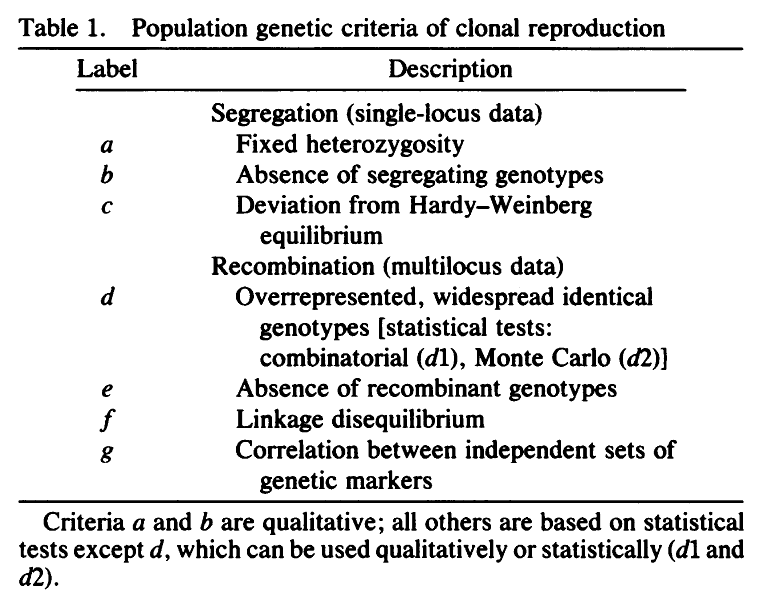 Table 1. Population genetic criteria of clonal reproduction
Label Description
Segregation (single-locus data)
a Fixed heterozygosity
b Absence of segregating genotypes
c Deviation from Hardy–Weinberg
equilibrium
Recombination (multilocus data)
d Overrepresented, widespread identical
genotypes [statistical tests:
combinatorial (d1), Monte Carlo (d2)]
e Absence of recombinant genotypes
f Linkage disequilibrium
g Correlation between independent sets of
genetic markers
Criteria a and b are qualitative; all others are based on statistical
tests except d, which can be used qualitatively or statistically (d1 and
d2).